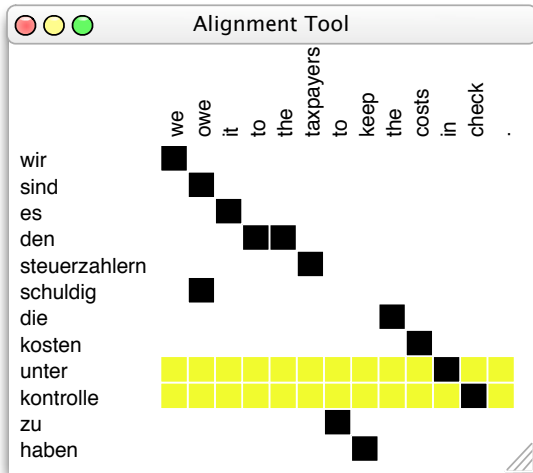 Alignment Tool
we owe it to the taxpayers to keep the costs in check .
wir
sind
es
den
steuerzahlern
schuldig
die
kosten
unter
kontrolle
zu
haben